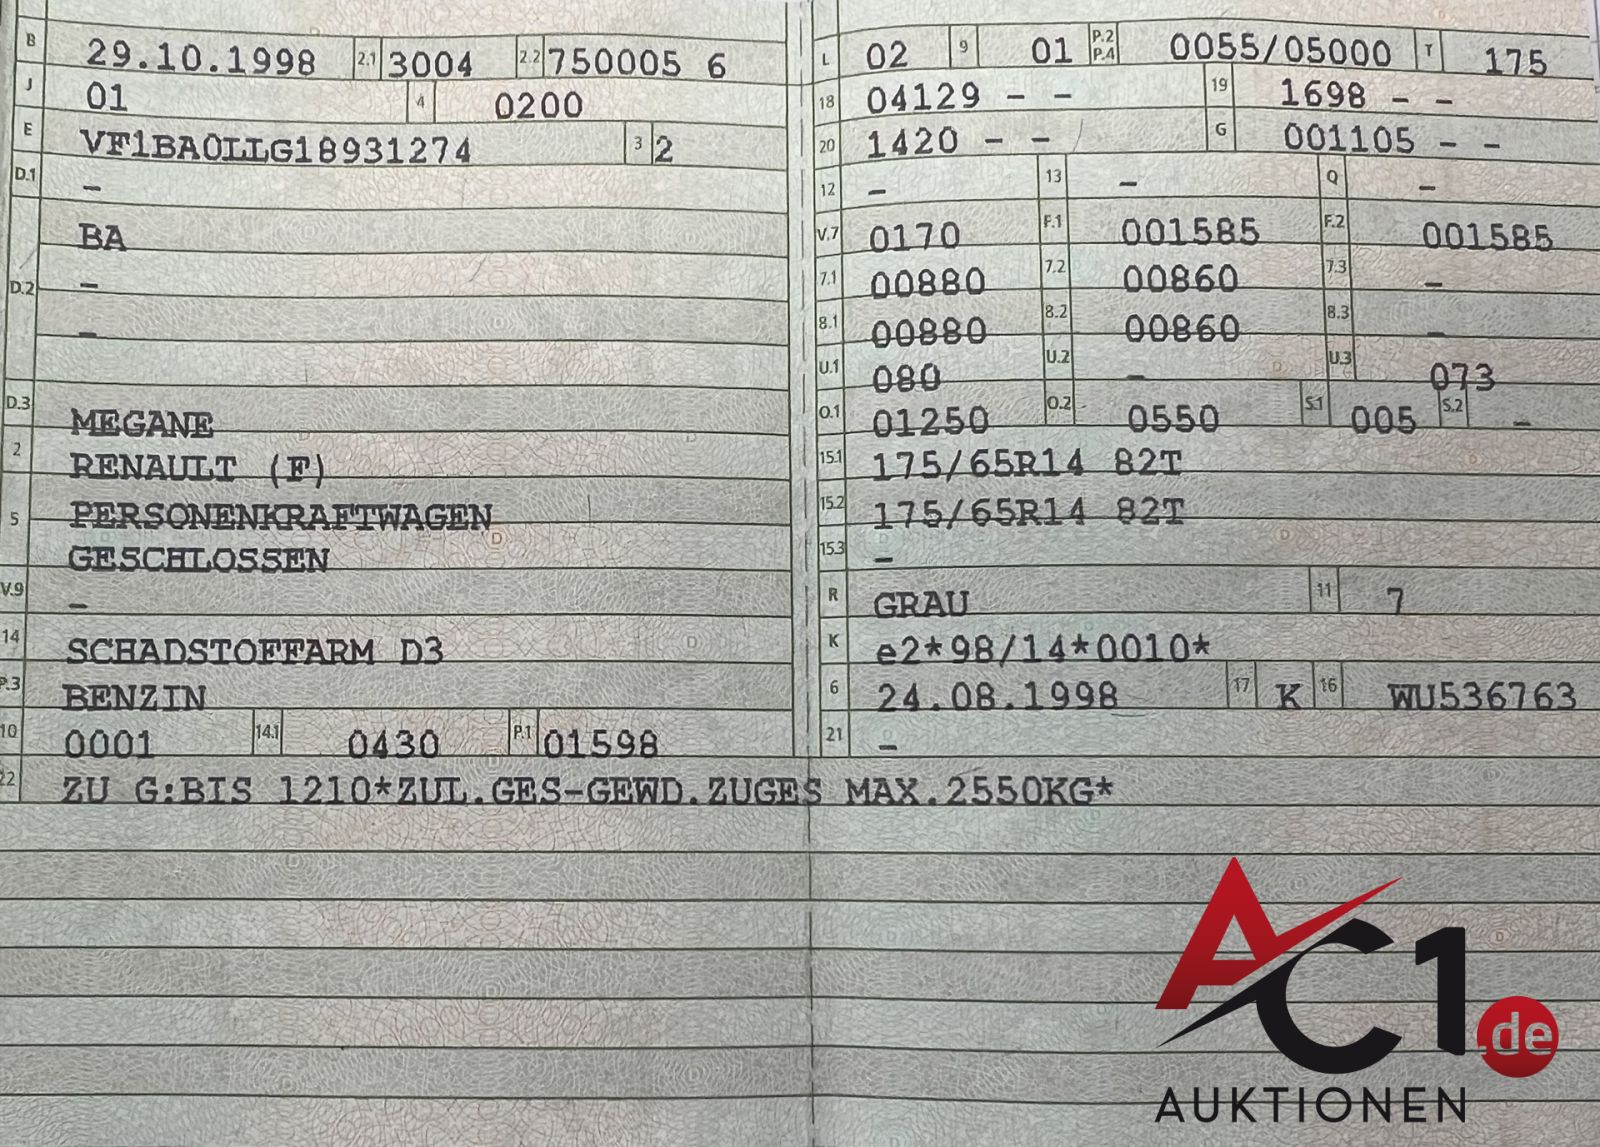 B 29.10.1998 2.1 3004 2.2 750005 6
J 01 4 0200
E VF1BA0LLG18931274 3 2
D.1 –
D.2 BA
–
–
D.3 MEGANE
2 RENAULT (F)
5 PERSONENKRAFTWAGEN
GESCHLOSSEN
V.9 –
14 SCHADSTOFFARM D3
P.3 BENZIN
10 0001 14.1 0430 P.1 01598
L 02 9 01 P.2 P.4 0055/05000 T 175
18 04129 – – 19 1698 – –
20 1420 – – G 001105 – –
12 – 13 – Q –
V.7 0170 F.1 001585 F.2 001585
7.1 00880 7.2 00860 7.3 –
8.1 00880 8.2 00860 8.3 –
U.1 080 U.2 – U.3 073
O.1 01250 O.2 0550 S.1 005 S.2 –
15.1 175/65R14 82T
15.2 175/65R14 82T
15.3 –
R GRAU 11 7
K e2*98/14*0010*
6 24.08.1998 17 K 16 WU536763
21 –
22 ZU G:BIS 1210*ZUL.GES-GEWD.ZUGES MAX.2550KG*
AC1.de
AUKTIONEN